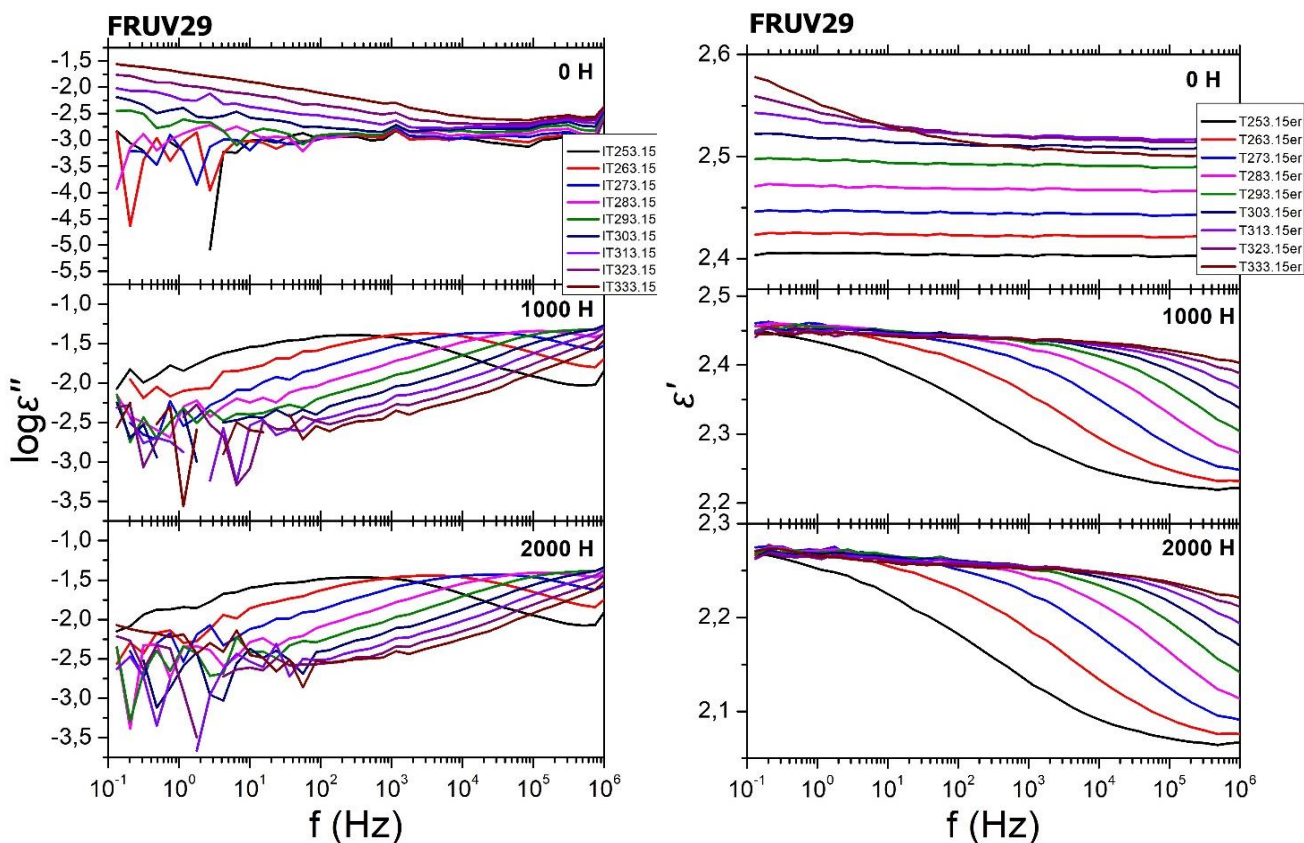 FRUV29
logε''
-1,5
-2,0
-2,5
-3,0
-3,5
-4,0
-4,5
-5,0
-5,5
0 H
IT253.15
IT263.15
IT273.15
IT283.15
IT293.15
IT303.15
IT313.15
IT323.15
IT333.15
-1,0
-1,5
-2,0
-2,5
-3,0
-3,5
1000 H
-1,0
-1,5
-2,0
-2,5
-3,0
-3,5
2000 H
10-1 100 101 102 103 104 105 106
f (Hz)
FRUV29
ε'
2,6
2,5
2,4
0 H
T253.15er
T263.15er
T273.15er
T283.15er
T293.15er
T303.15er
T313.15er
T323.15er
T333.15er
2,5
2,4
2,3
2,2
1000 H
2,3
2,2
2,1
2000 H
10-1 100 101 102 103 104 105 106
f (Hz)